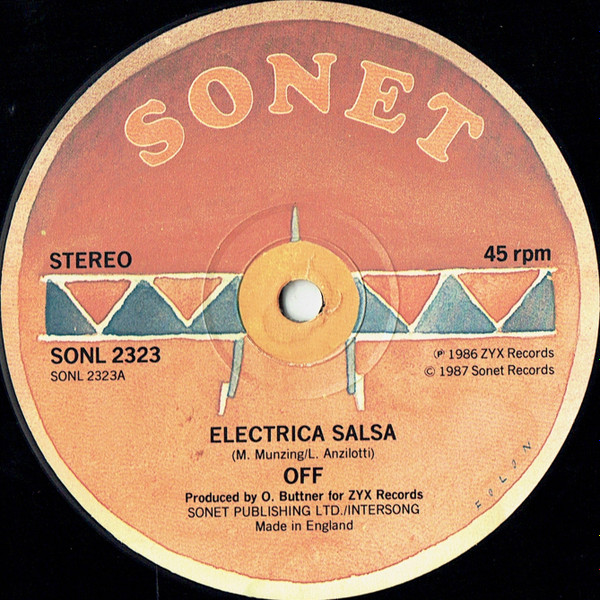 SONET
STEREO
45 rpm
SONL 2323
SONL 2323A
℗ 1986 ZYX Records
© 1987 Sonet Records
ELECTRICA SALSA
(M. Munzing/L. Anzilotti)
OFF
Produced by O. Buttner for ZYX Records
SONET PUBLISHING LTD./INTERSONG
Made in England
FOLON